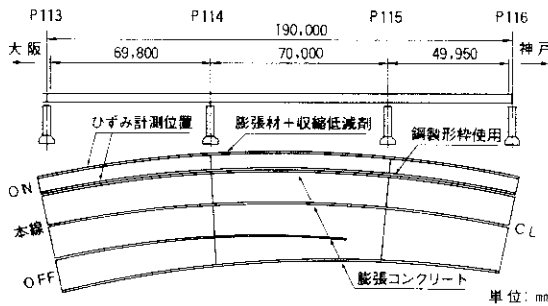 P113 P114 P115 P116
190,000
大阪 69,800 70,000 49,950 神戸
ひずみ計測位置 膨張材＋収縮低減剤 鋼製形枠使用
ON
本線 CL
OFF 膨張コンクリート
単位：mm